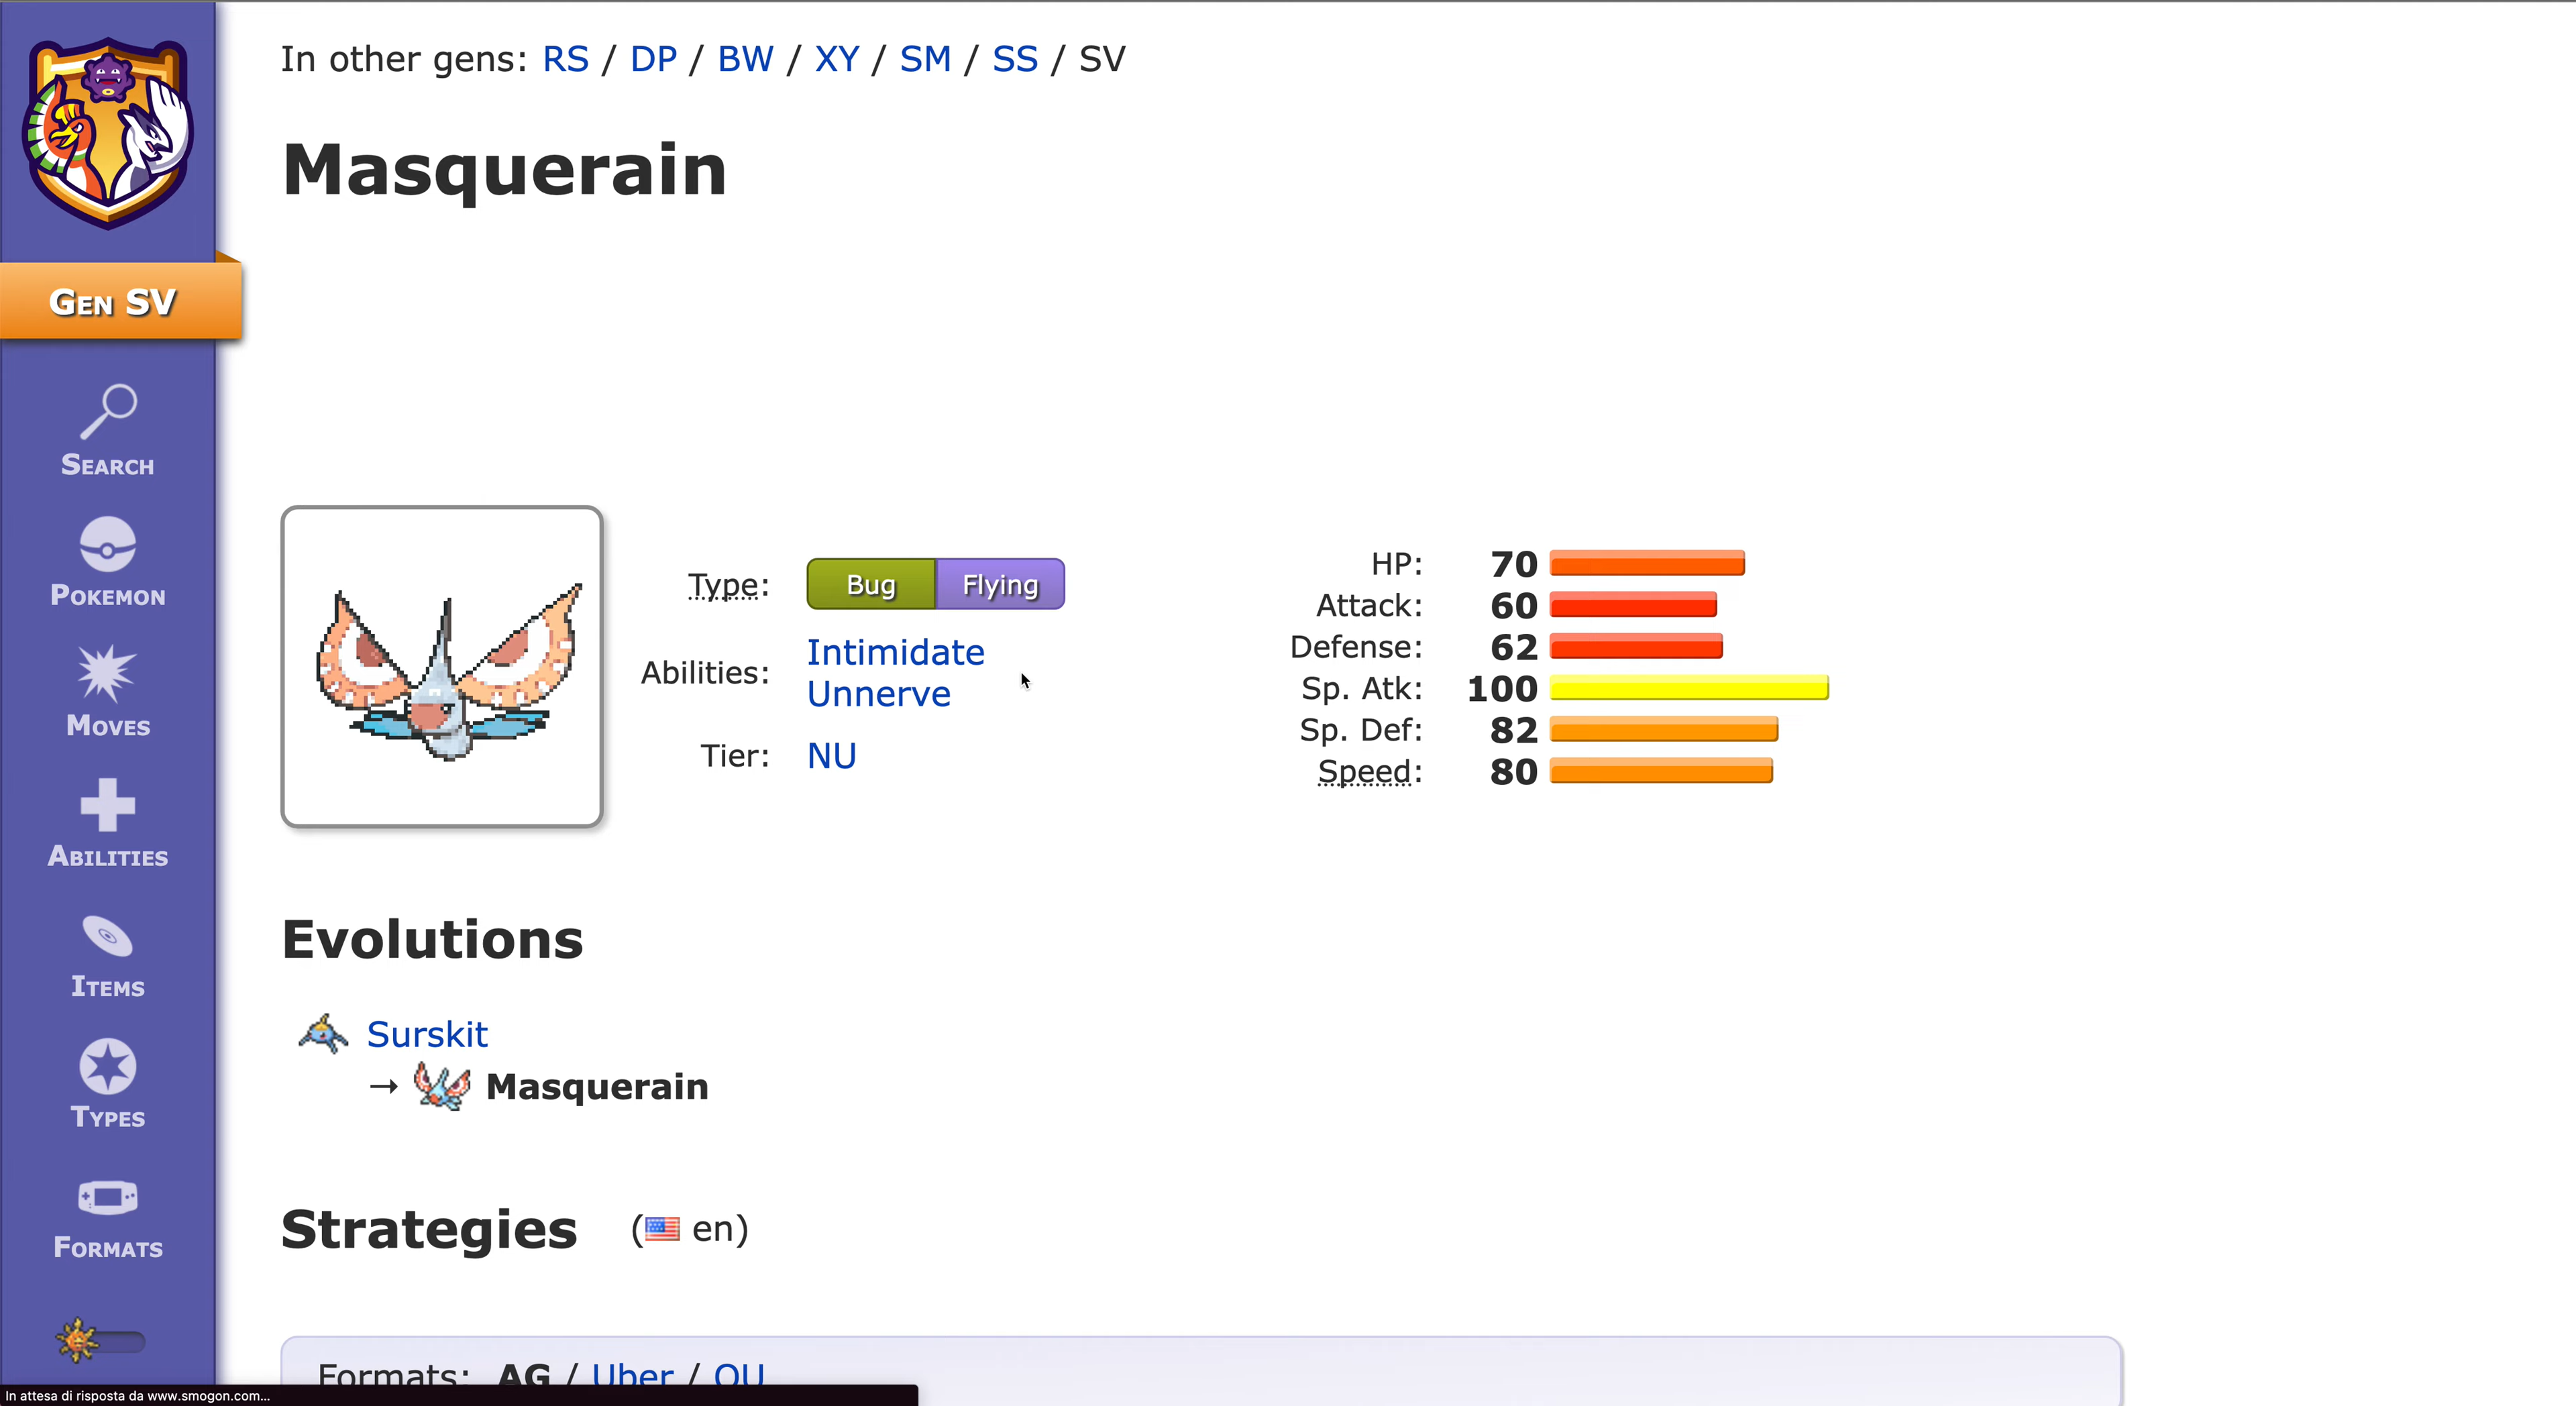 In other gens: RS / DP / BW / XY / SM / SS / SV
Masquerain
GEN SV
SEARCH
POKEMON
MOVES
ABILITIES
ITEMS
TYPES
FORMATS
Type: Bug Flying
Abilities: Intimidate
Unnerve
Tier: NU
HP: 70
Attack: 60
Defense: 62
Sp. Atk: 100
Sp. Def: 82
Speed: 80
Evolutions
Surskit
→ Masquerain
Strategies (en)
Formats: AG / Uber / OU
In attesa di risposta da www.smogon.com...